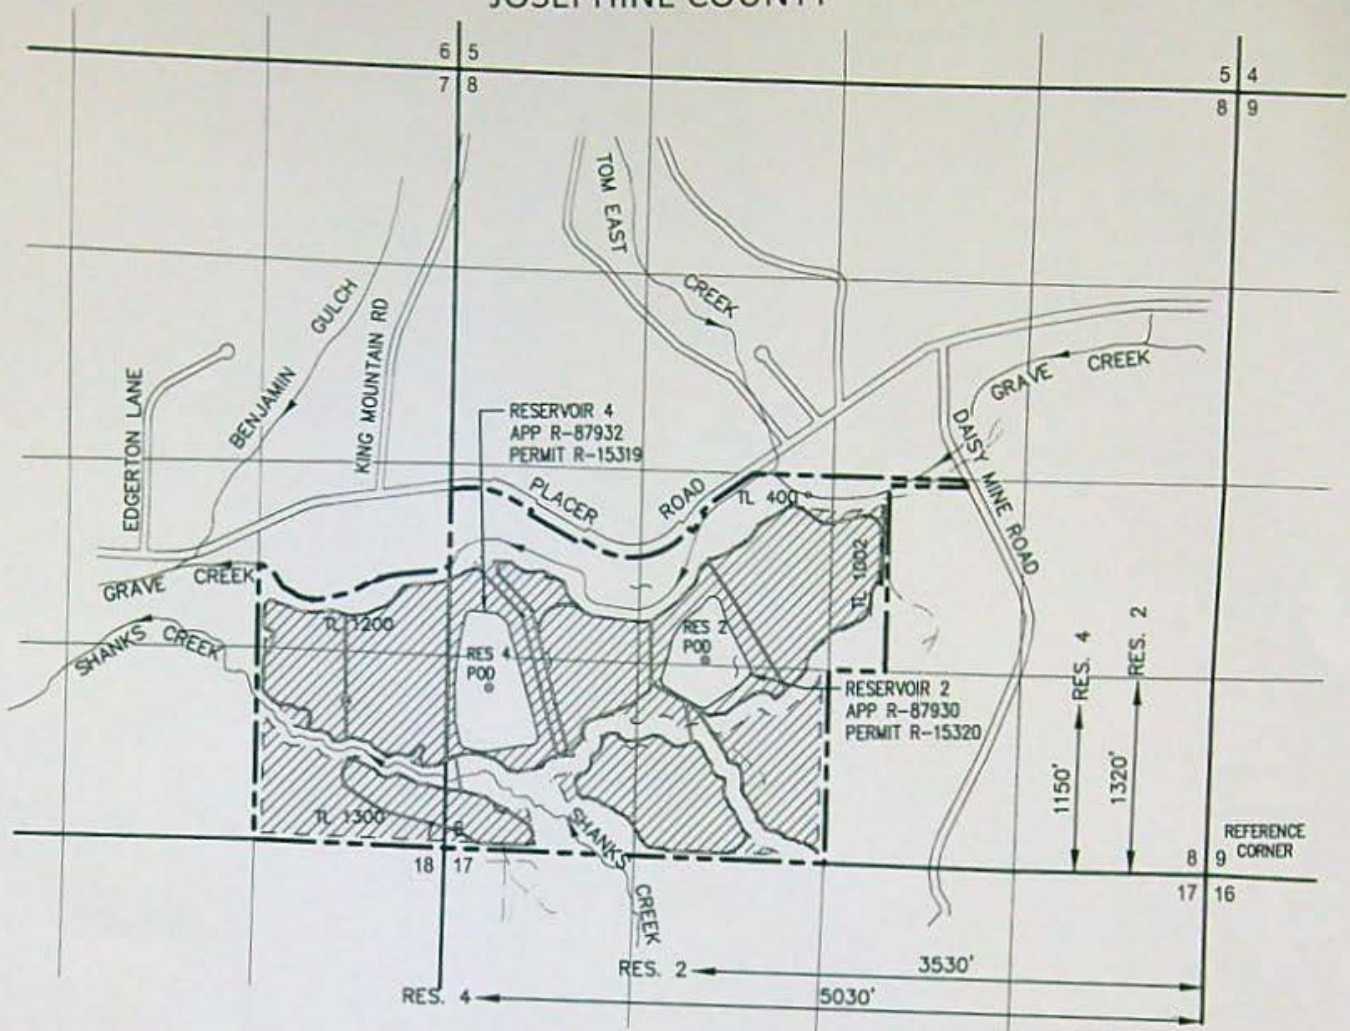 JOSEPHINE COUNTY
6 5
7 8
5 4
8 9
TOM EAST
CREEK
BENJAMIN GULCH
KING MOUNTAIN RD
EDGERTON LANE
GRAVE CREEK
DAISY MINE ROAD
RESERVOIR 4
APP R-87932
PERMIT R-15319
PLACER ROAD
TL 400
TL 1002
GRAVE CREEK
SHANKS CREEK
TL 1200
RES 4
POD
RES 2
POD
RESERVOIR 2
APP R-87930
PERMIT R-15320
RES. 4
RES. 2
1150'
1320'
TL 1300
7 8
18 17
SHANKS
CREEK
8 9
17 16
REFERENCE
CORNER
RES. 2
3530'
RES. 4
5030'